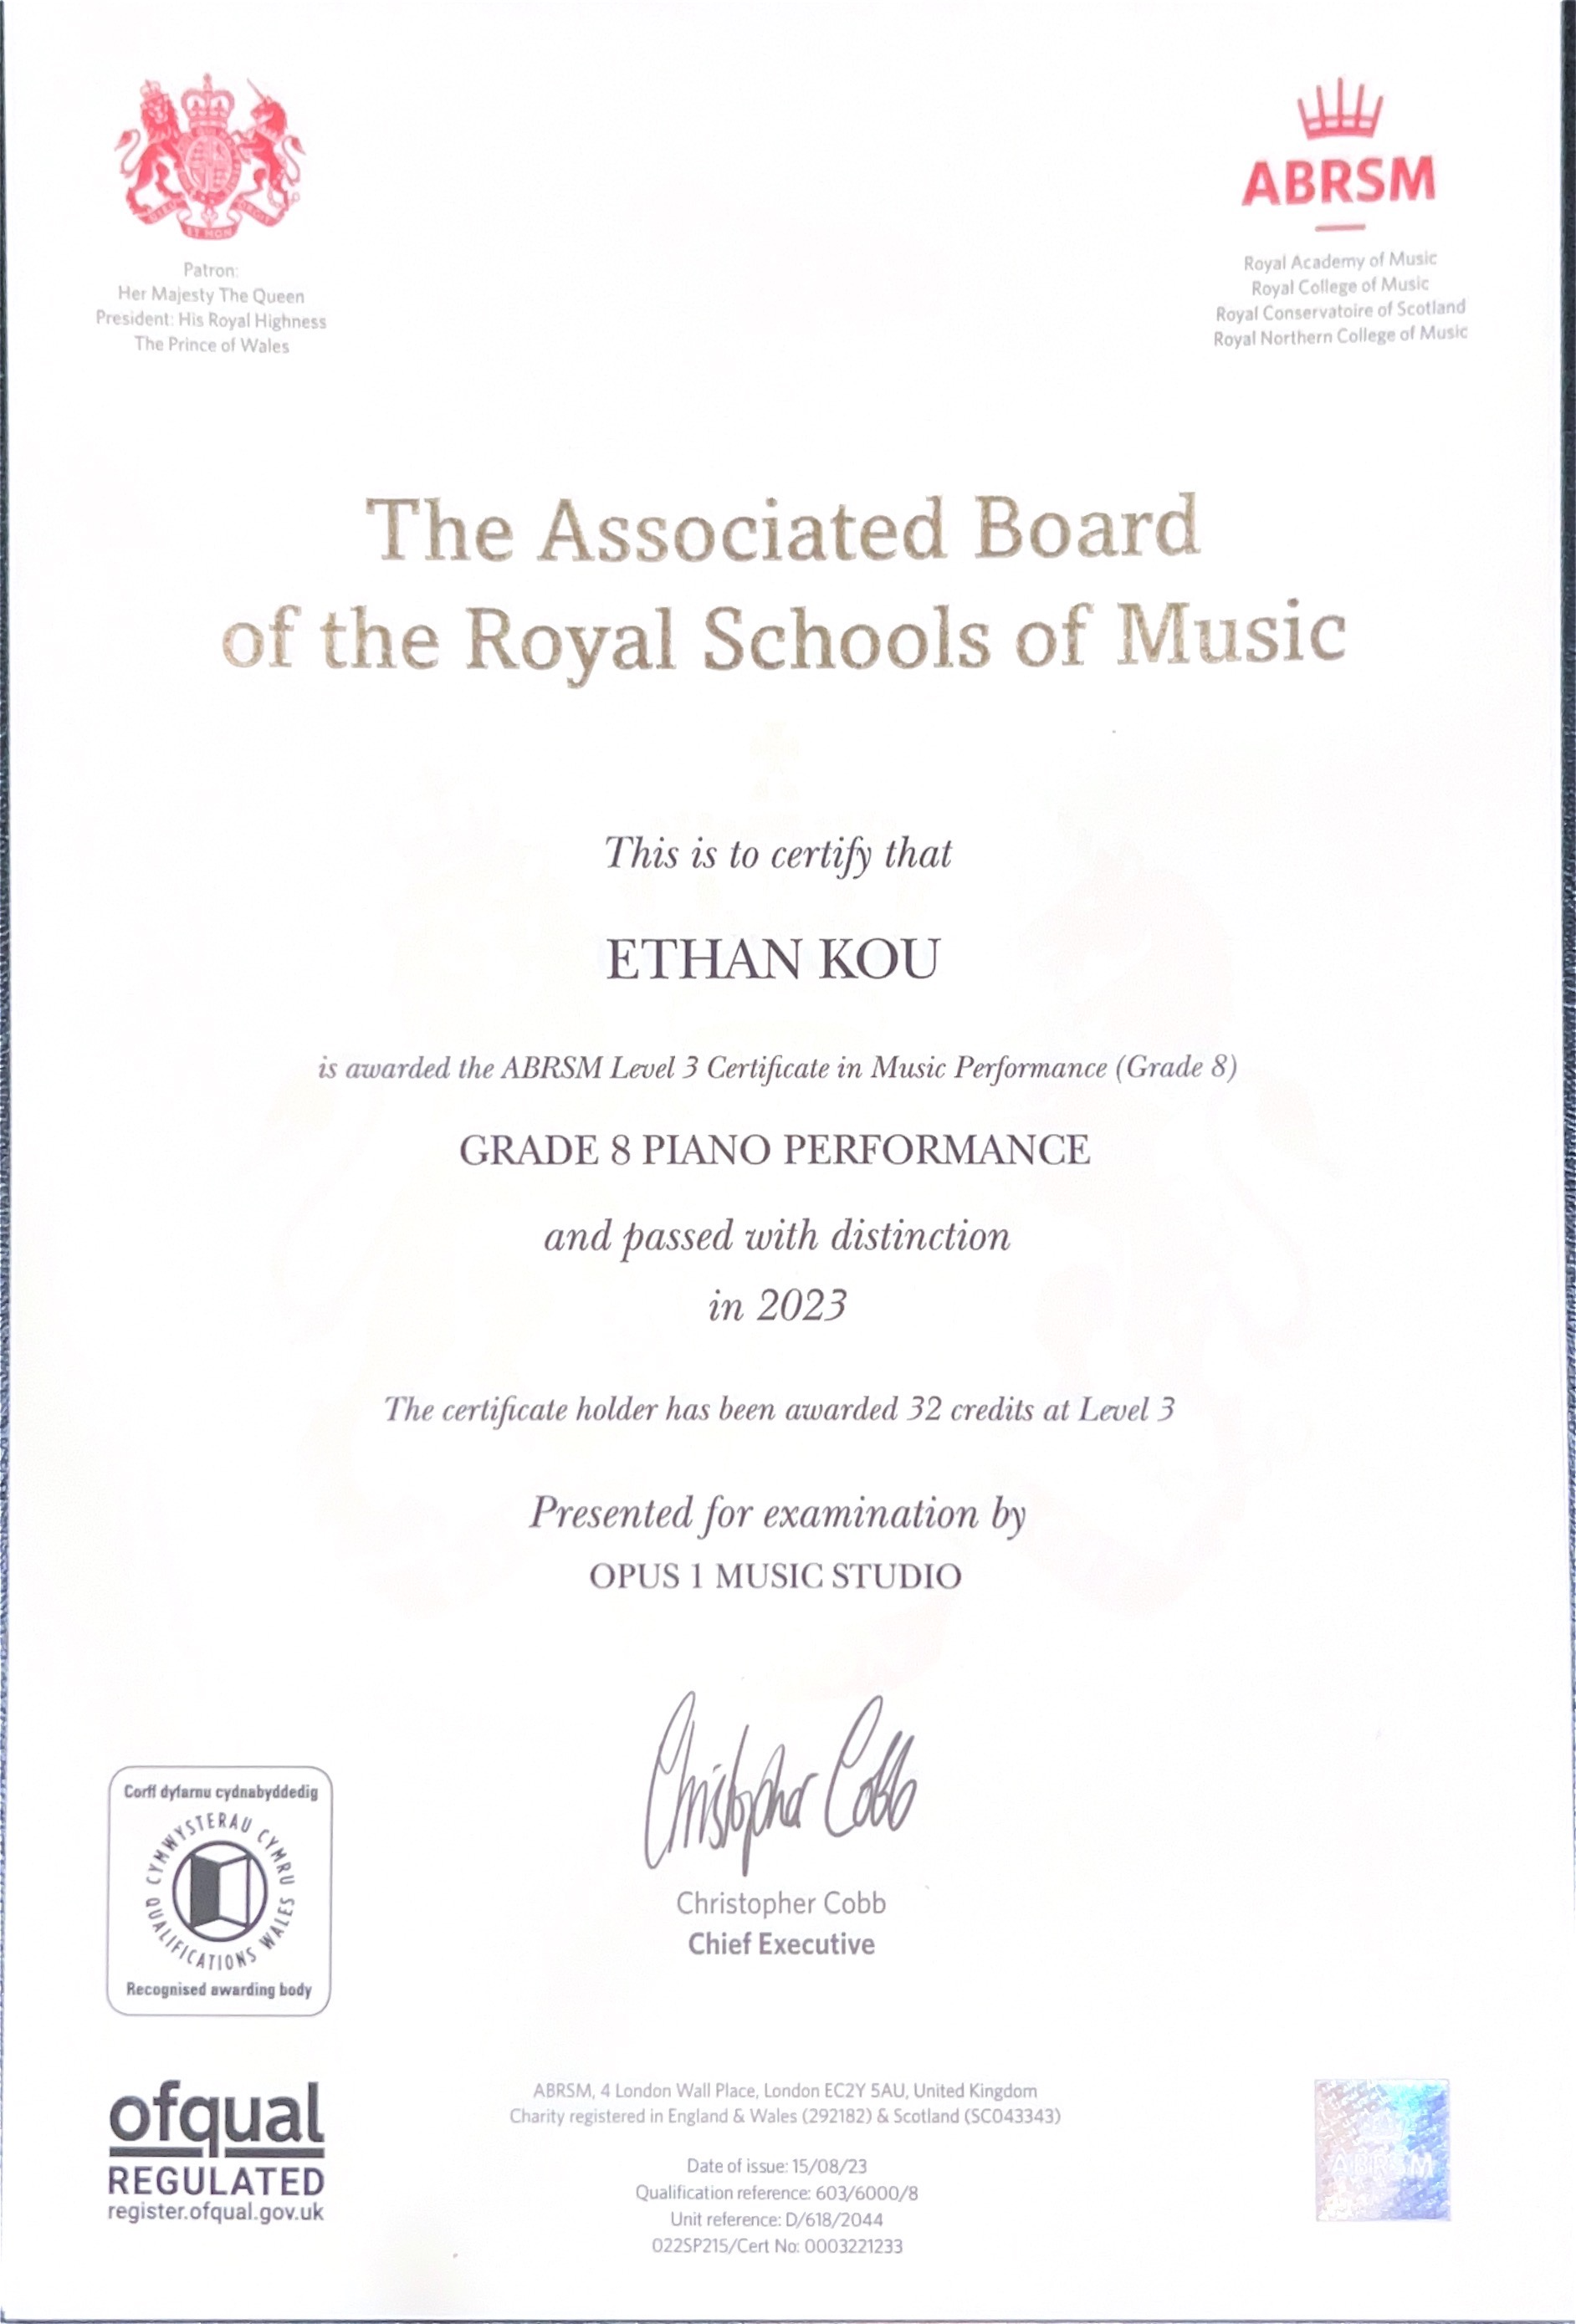 ET MON
DROIT
Patron:
Her Majesty The Queen
President: His Royal Highness
The Prince of Wales
ABRSM
Royal Academy of Music
Royal College of Music
Royal Conservatoire of Scotland
Royal Northern College of Music
The Associated Board
of the Royal Schools of Music
This is to certify that
ETHAN KOU
is awarded the ABRSM Level 3 Certificate in Music Performance (Grade 8)
GRADE 8 PIANO PERFORMANCE
and passed with distinction
in 2023
The certificate holder has been awarded 32 credits at Level 3
Presented for examination by
OPUS 1 MUSIC STUDIO
Christopher Cobb
Christopher Cobb
Chief Executive
Corff dyfarnu cydnabyddedig
CYMWYSTERAU CYMRU
QUALIFICATIONS WALES
Recognised awarding body
ofqual
REGULATED
register.ofqual.gov.uk
ABRSM, 4 London Wall Place, London EC2Y 5AU, United Kingdom
Charity registered in England & Wales (292182) & Scotland (SC043343)
Date of issue: 15/08/23
Qualification reference: 603/6000/8
Unit reference: D/618/2044
022SP215/Cert No: 0003221233
ABRSM